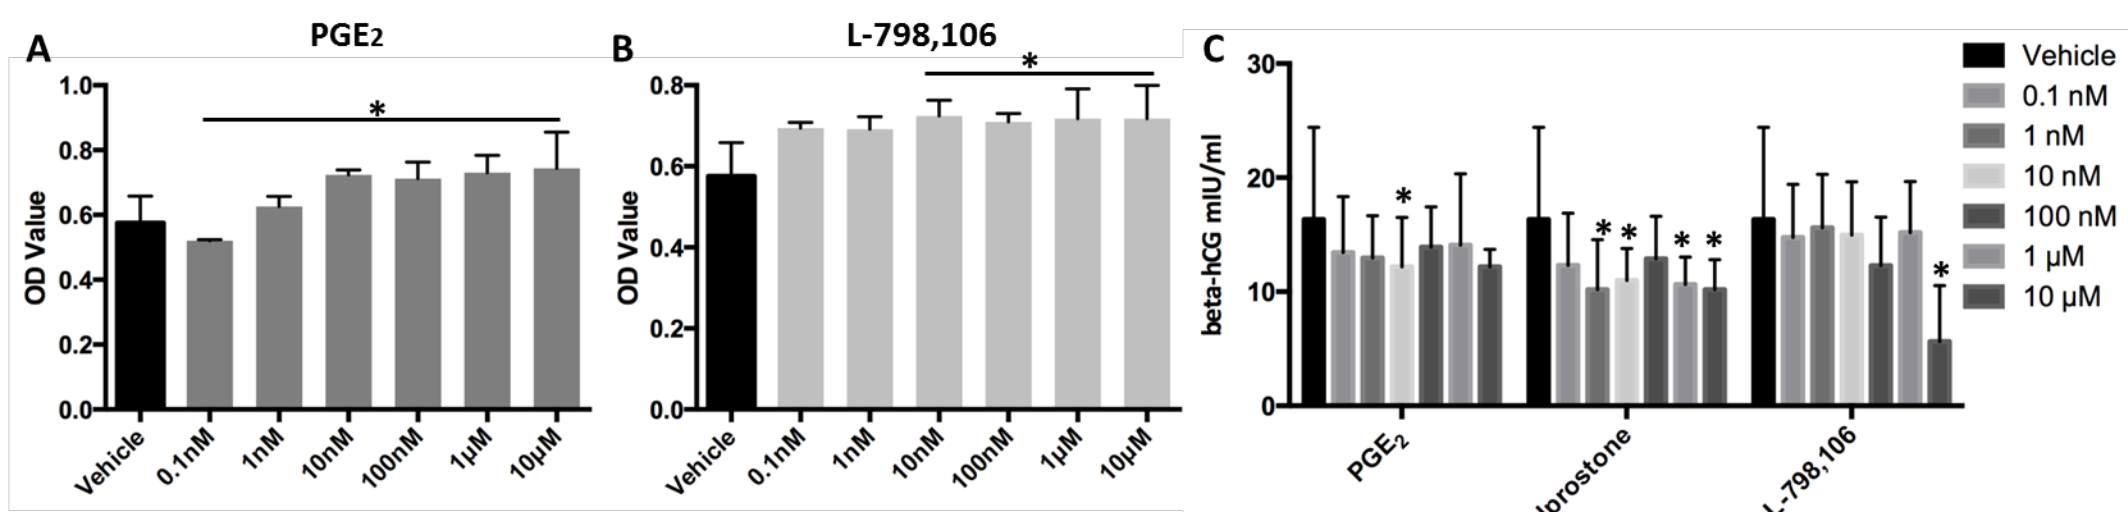 A
PGE2
*
OD Value
1.0
0.8
0.6
0.4
0.2
0.0
Vehicle
0.1nM
1nM
10nM
100nM
1µM
10µM
B
L-798,106
*
OD Value
0.8
0.6
0.4
0.2
0.0
Vehicle
0.1nM
1nM
10nM
100nM
1µM
10µM
C
beta-hCG mIU/ml
30
20
10
0
*
* * * *
*
PGE2
lprostone
L-798,106
Vehicle
0.1 nM
1 nM
10 nM
100 nM
1 µM
10 µM